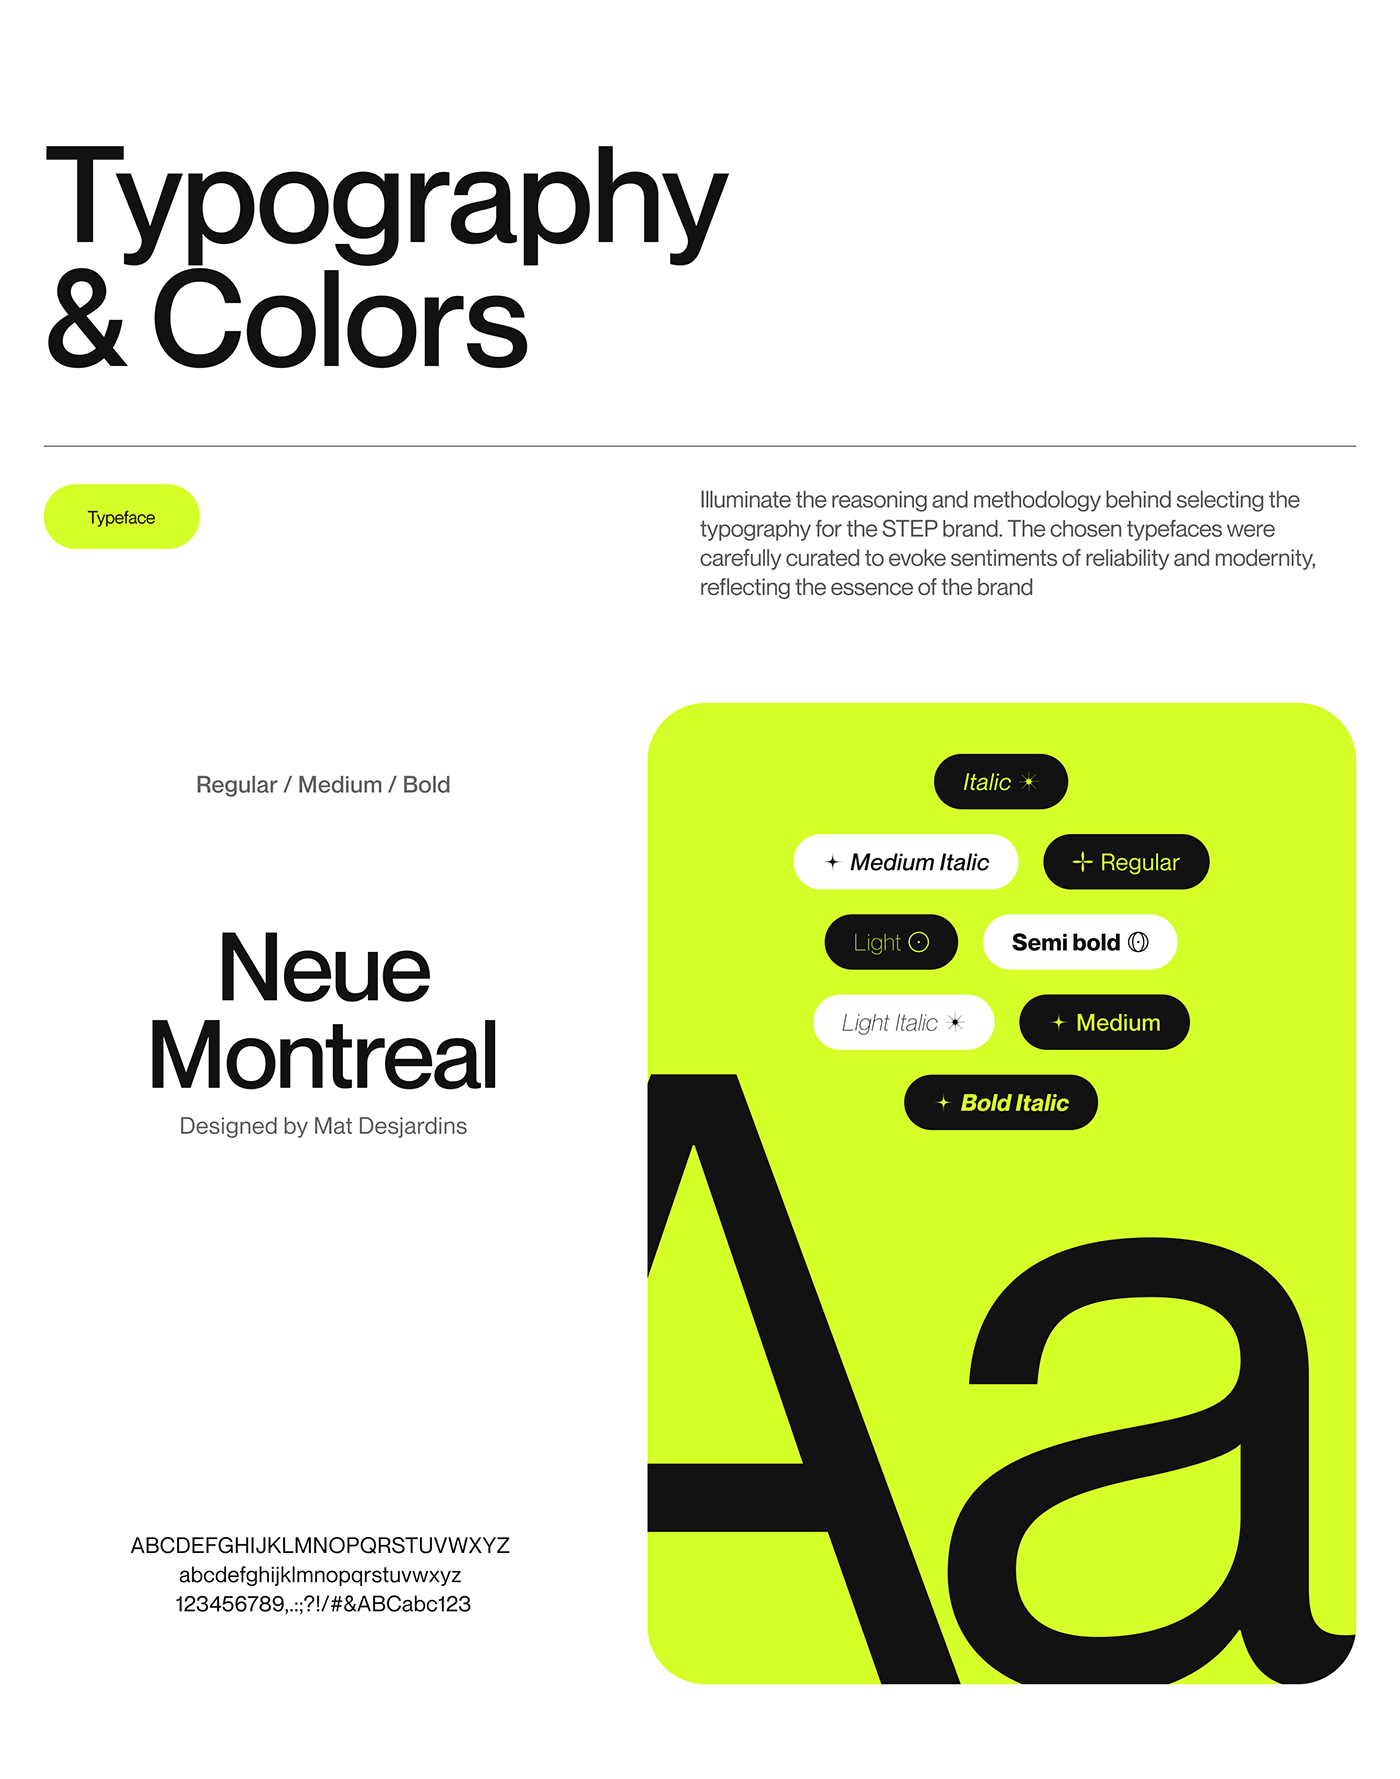 Typography
& Colors
Typeface
Illuminate the reasoning and methodology behind selecting the
typography for the STEP brand. The chosen typefaces were
carefully curated to evoke sentiments of reliability and modernity,
reflecting the essence of the brand
Regular / Medium / Bold
Neue
Montreal
Designed by Mat Desjardins
ABCDEFGHIJKLMNOPQRSTUVWXYZ
abcdefghijklmnopqrstuvwxyz
123456789,.:;?!/#&ABCabc123
Italic
Medium Italic
Regular
Light
Semi bold
Light Italic
Medium
Bold Italic
Aa